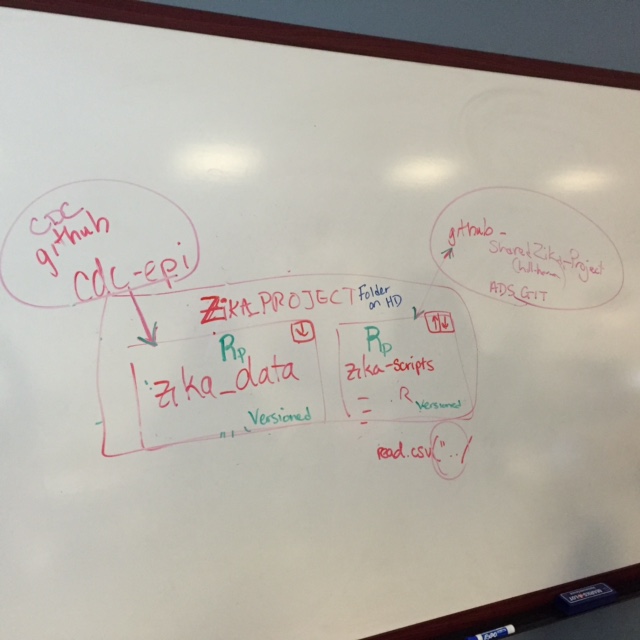 CDC
github
cdc-epi
github -
Shared Zika_Project
ADS_GIT
ZIKA_PROJECT Folder
on HD
Rp
zika_data
Versioned
Rp
zika-scripts
R
Versioned
read.csv("../
EXPO